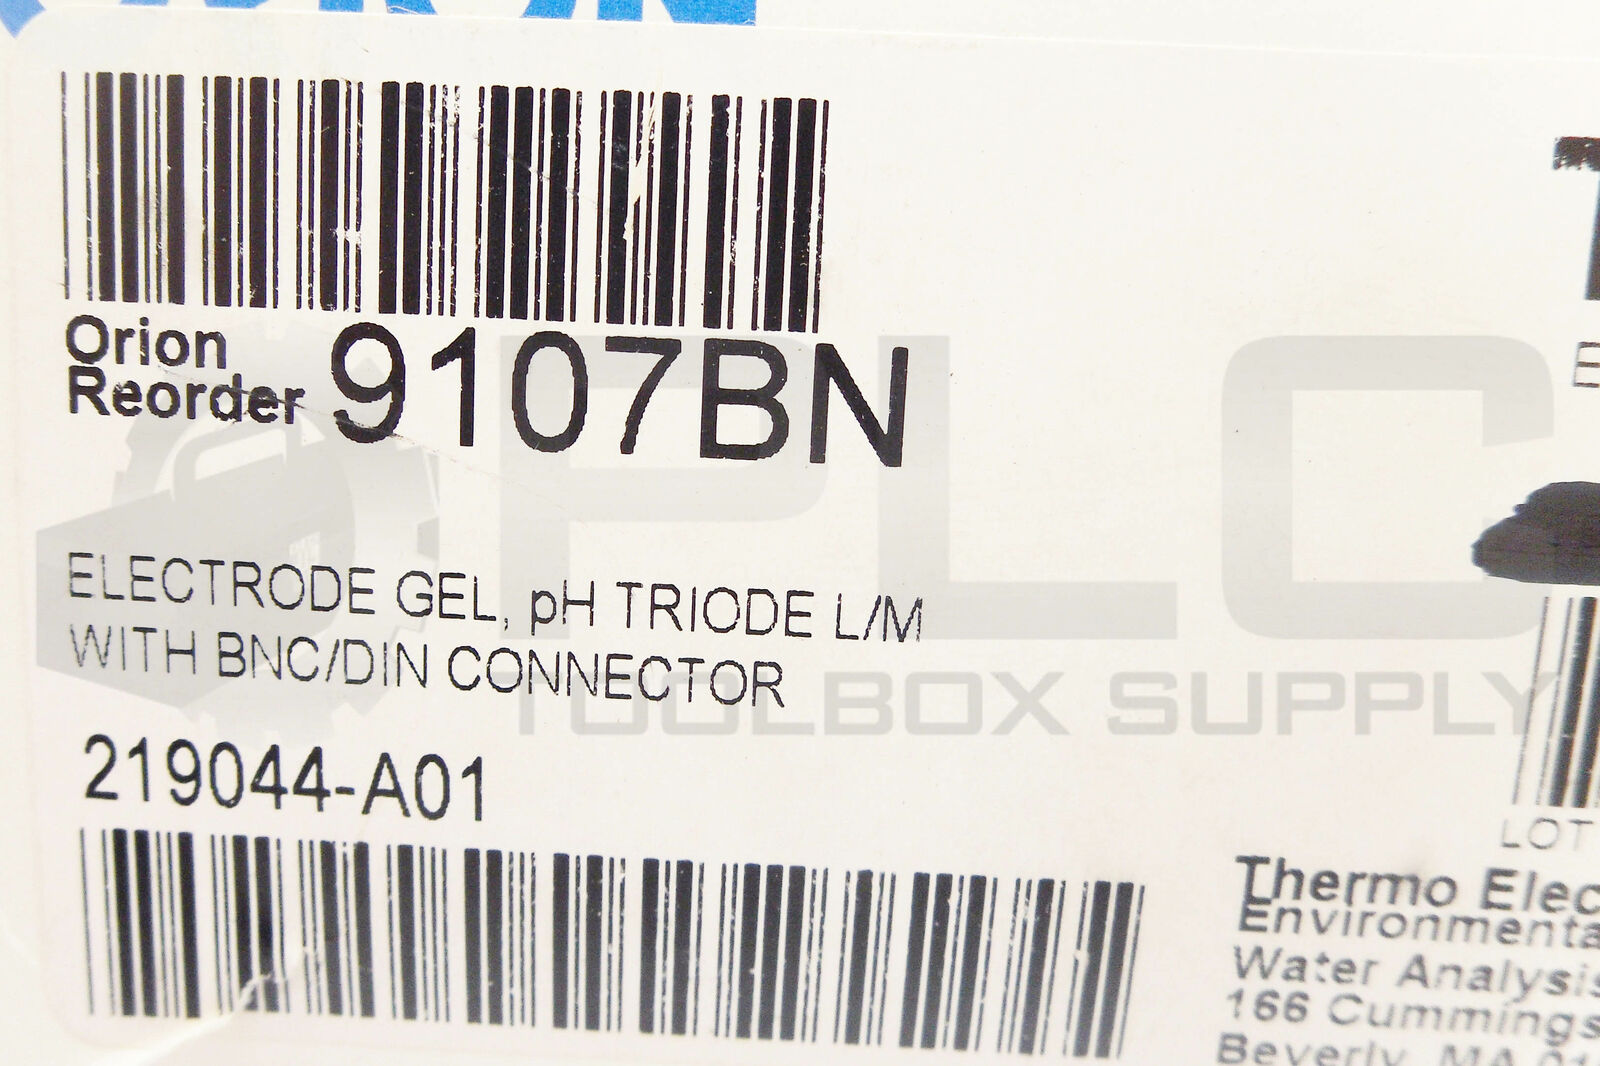 Orion
Reorder 9107BN
ELECTRODE GEL, pH TRIODE L/M
WITH BNC/DIN CONNECTOR
219044-A01
PLC
TOOLBOX SUPPLY
LOT
Thermo Elec
Environmenta
Water Analysis
166 Cummings
Beverly, MA